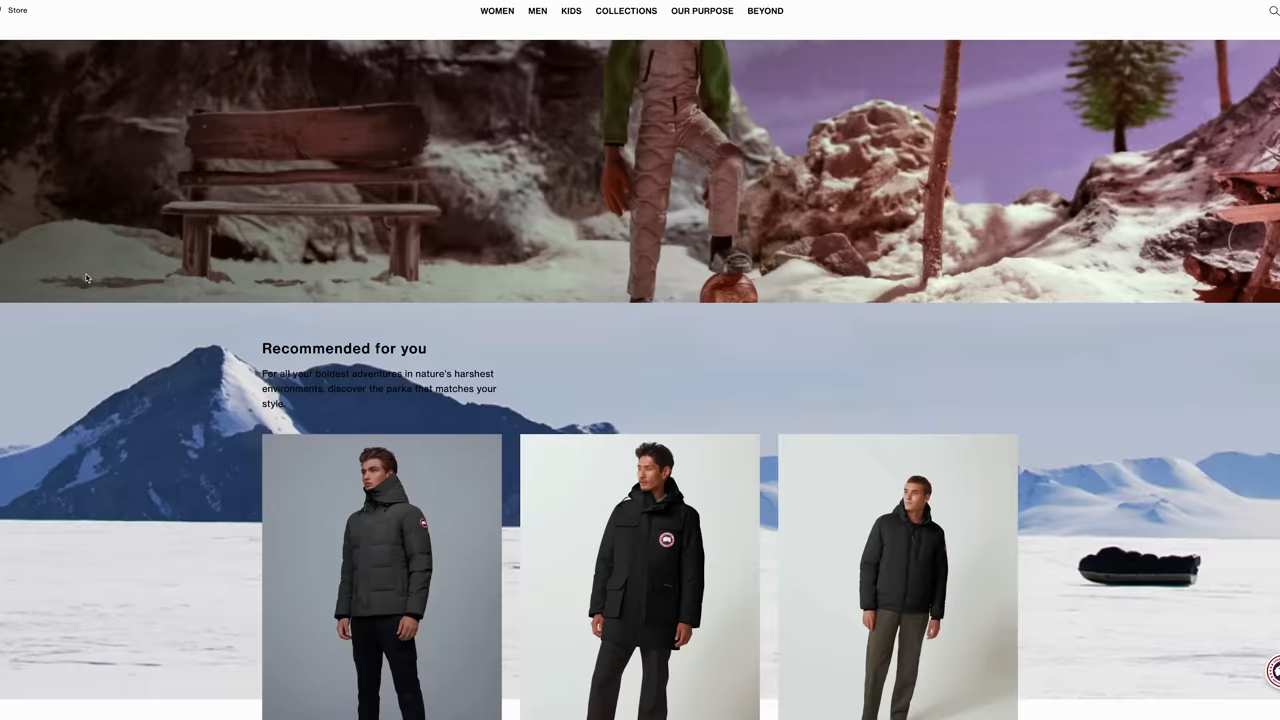 Store
WOMEN MEN KIDS COLLECTIONS OUR PURPOSE BEYOND
Recommended for you
For all your boldest adventures in nature's harshest
environments, discover the parka that matches your
style.